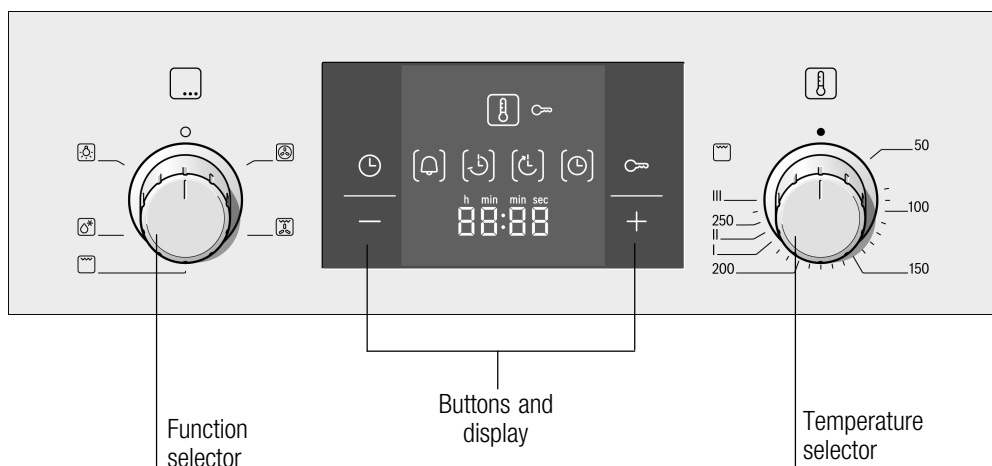 h min min sec
88:88
50
100
150
200
I
II
250
III
Buttons and
display
Function
selector
Temperature
selector